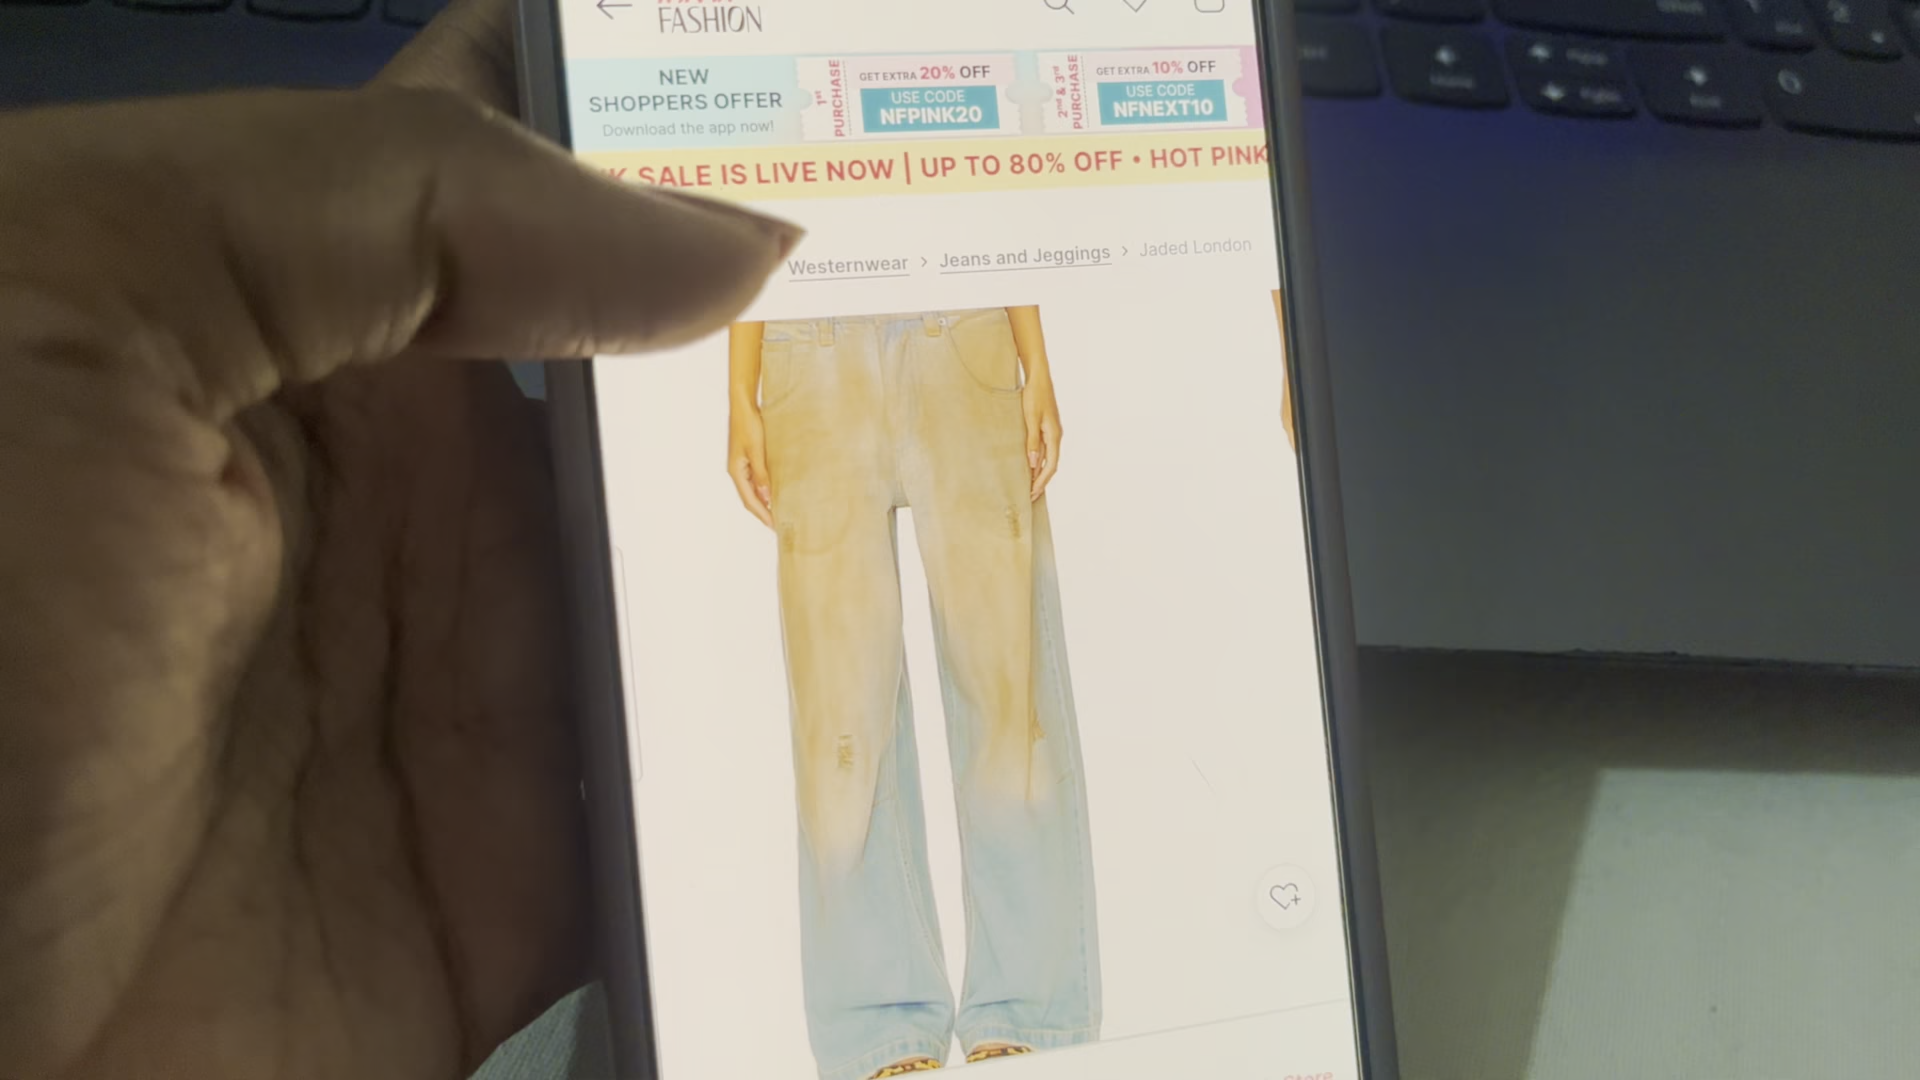 FASHION
NEW
SHOPPERS OFFER
Download the app now!
1st PURCHASE
GET EXTRA 20% OFF
USE CODE
NFPINK20
2nd & 3rd PURCHASE
GET EXTRA 10% OFF
USE CODE
NFNEXT10
SALE IS LIVE NOW | UP TO 80% OFF • HOT PINK
Westernwear > Jeans and Jeggings > Jaded London
Store